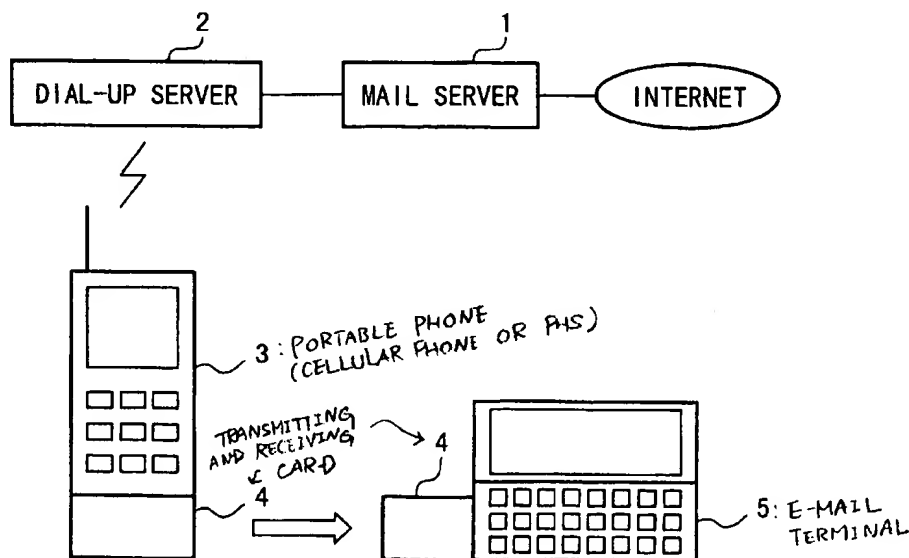 2
1
DIAL-UP SERVER
MAIL SERVER
INTERNET
3: PORTABLE PHONE
(CELLULAR PHONE OR PHS)
TRANSMITTING
AND RECEIVING
CARD
4
4
5: E-MAIL
TERMINAL